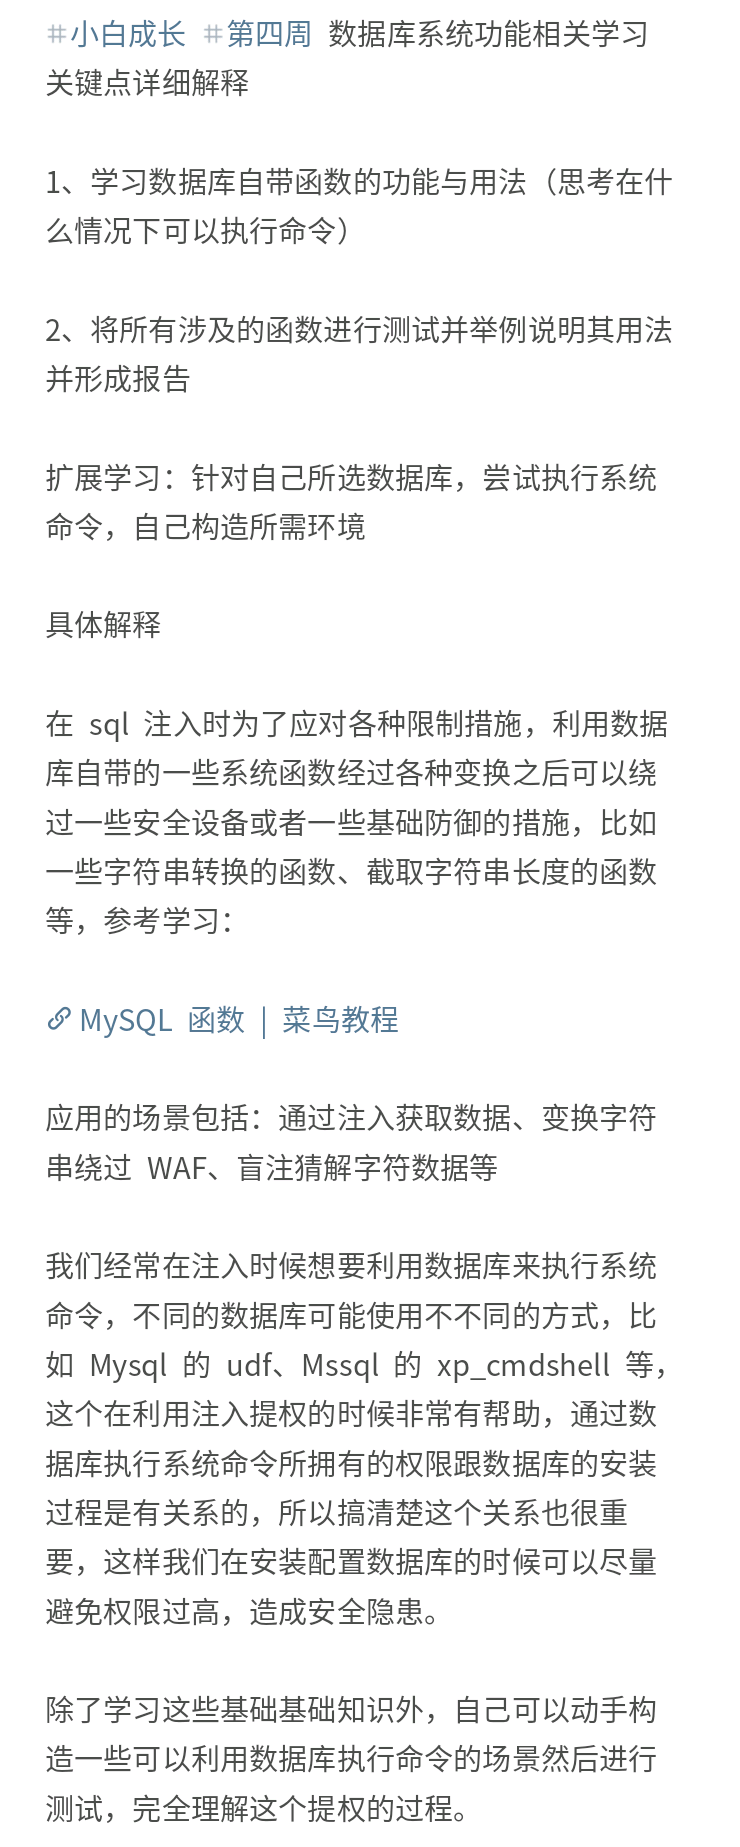 #小白成长 #第四周 数据库系统功能相关学习
关键点详细解释
1、学习数据库自带函数的功能与用法（思考在什
么情况下可以执行命令）
2、将所有涉及的函数进行测试并举例说明其用法
并形成报告
扩展学习：针对自己所选数据库，尝试执行系统
命令，自己构造所需环境
具体解释
在 sql 注入时为了应对各种限制措施，利用数据
库自带的一些系统函数经过各种变换之后可以绕
过一些安全设备或者一些基础防御的措施，比如
一些字符串转换的函数、截取字符串长度的函数
等，参考学习：
MySQL 函数 | 菜鸟教程
应用的场景包括：通过注入获取数据、变换字符
串绕过 WAF、盲注猜解字符数据等
我们经常在注入时候想要利用数据库来执行系统
命令，不同的数据库可能使用不不同的方式，比
如 Mysql 的 udf、Mssql 的 xp_cmdshell 等，
这个在利用注入提权的时候非常有帮助，通过数
据库执行系统命令所拥有的权限跟数据库的安装
过程是有关系的，所以搞清楚这个关系也很重
要，这样我们在安装配置数据库的时候可以尽量
避免权限过高，造成安全隐患。
除了学习这些基础基础知识外，自己可以动手构
造一些可以利用数据库执行命令的场景然后进行
测试，完全理解这个提权的过程。